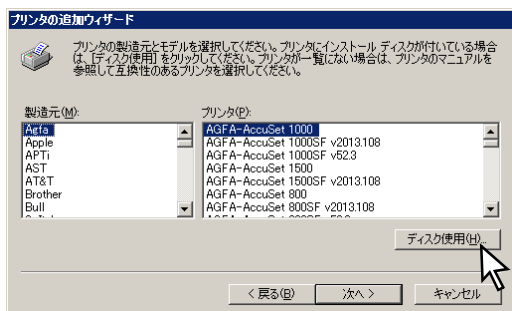 プリンタの追加ウィザード
プリンタの製造元とモデルを選択してください。プリンタにインストール ディスクが付いている場合
は、[ディスク使用] をクリックしてください。プリンタが一覧にない場合は、プリンタのマニュアルを
参照して互換性のあるプリンタを選択してください。
製造元(M):
Agfa
Apple
APTi
AST
AT&T
Brother
Bull
プリンタ(P):
AGFA-AccuSet 1000
AGFA-AccuSet 1000SF v2013.108
AGFA-AccuSet 1000SF v52.3
AGFA-AccuSet 1500
AGFA-AccuSet 1500SF v2013.108
AGFA-AccuSet 800
AGFA-AccuSet 800SF v2013.108
ディスク使用(H)...
< 戻る(B)
次へ >
キャンセル